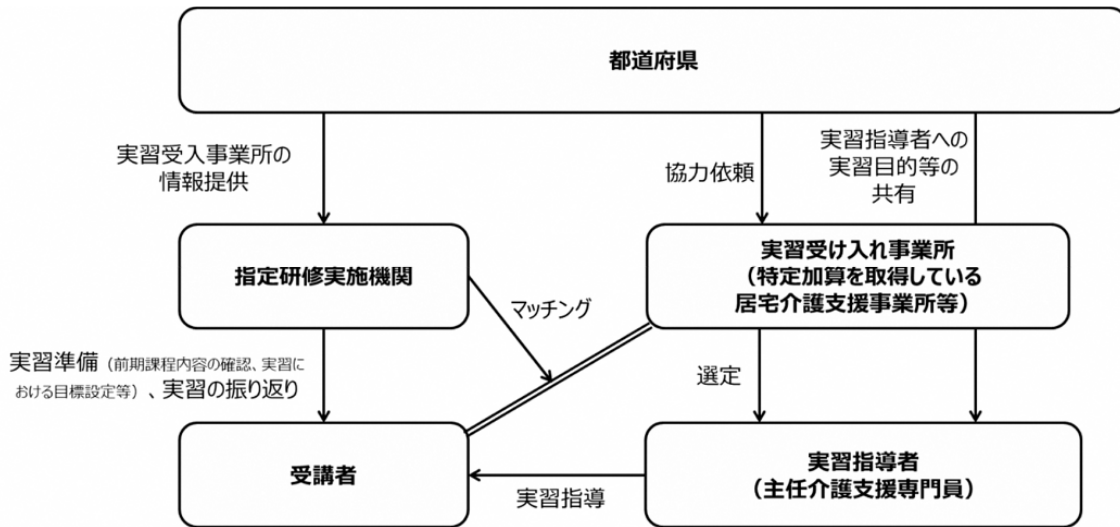 都道府県
実習受入事業所の
情報提供
協力依頼
実習指導者への
実習目的等の
共有
指定研修実施機関
実習受け入れ事業所
（特定加算を取得している
居宅介護支援事業所等）
マッチング
実習準備（前期課程内容の確認、実習に
おける目標設定等）、実習の振り返り
選定
受講者
実習指導
実習指導者
（主任介護支援専門員）